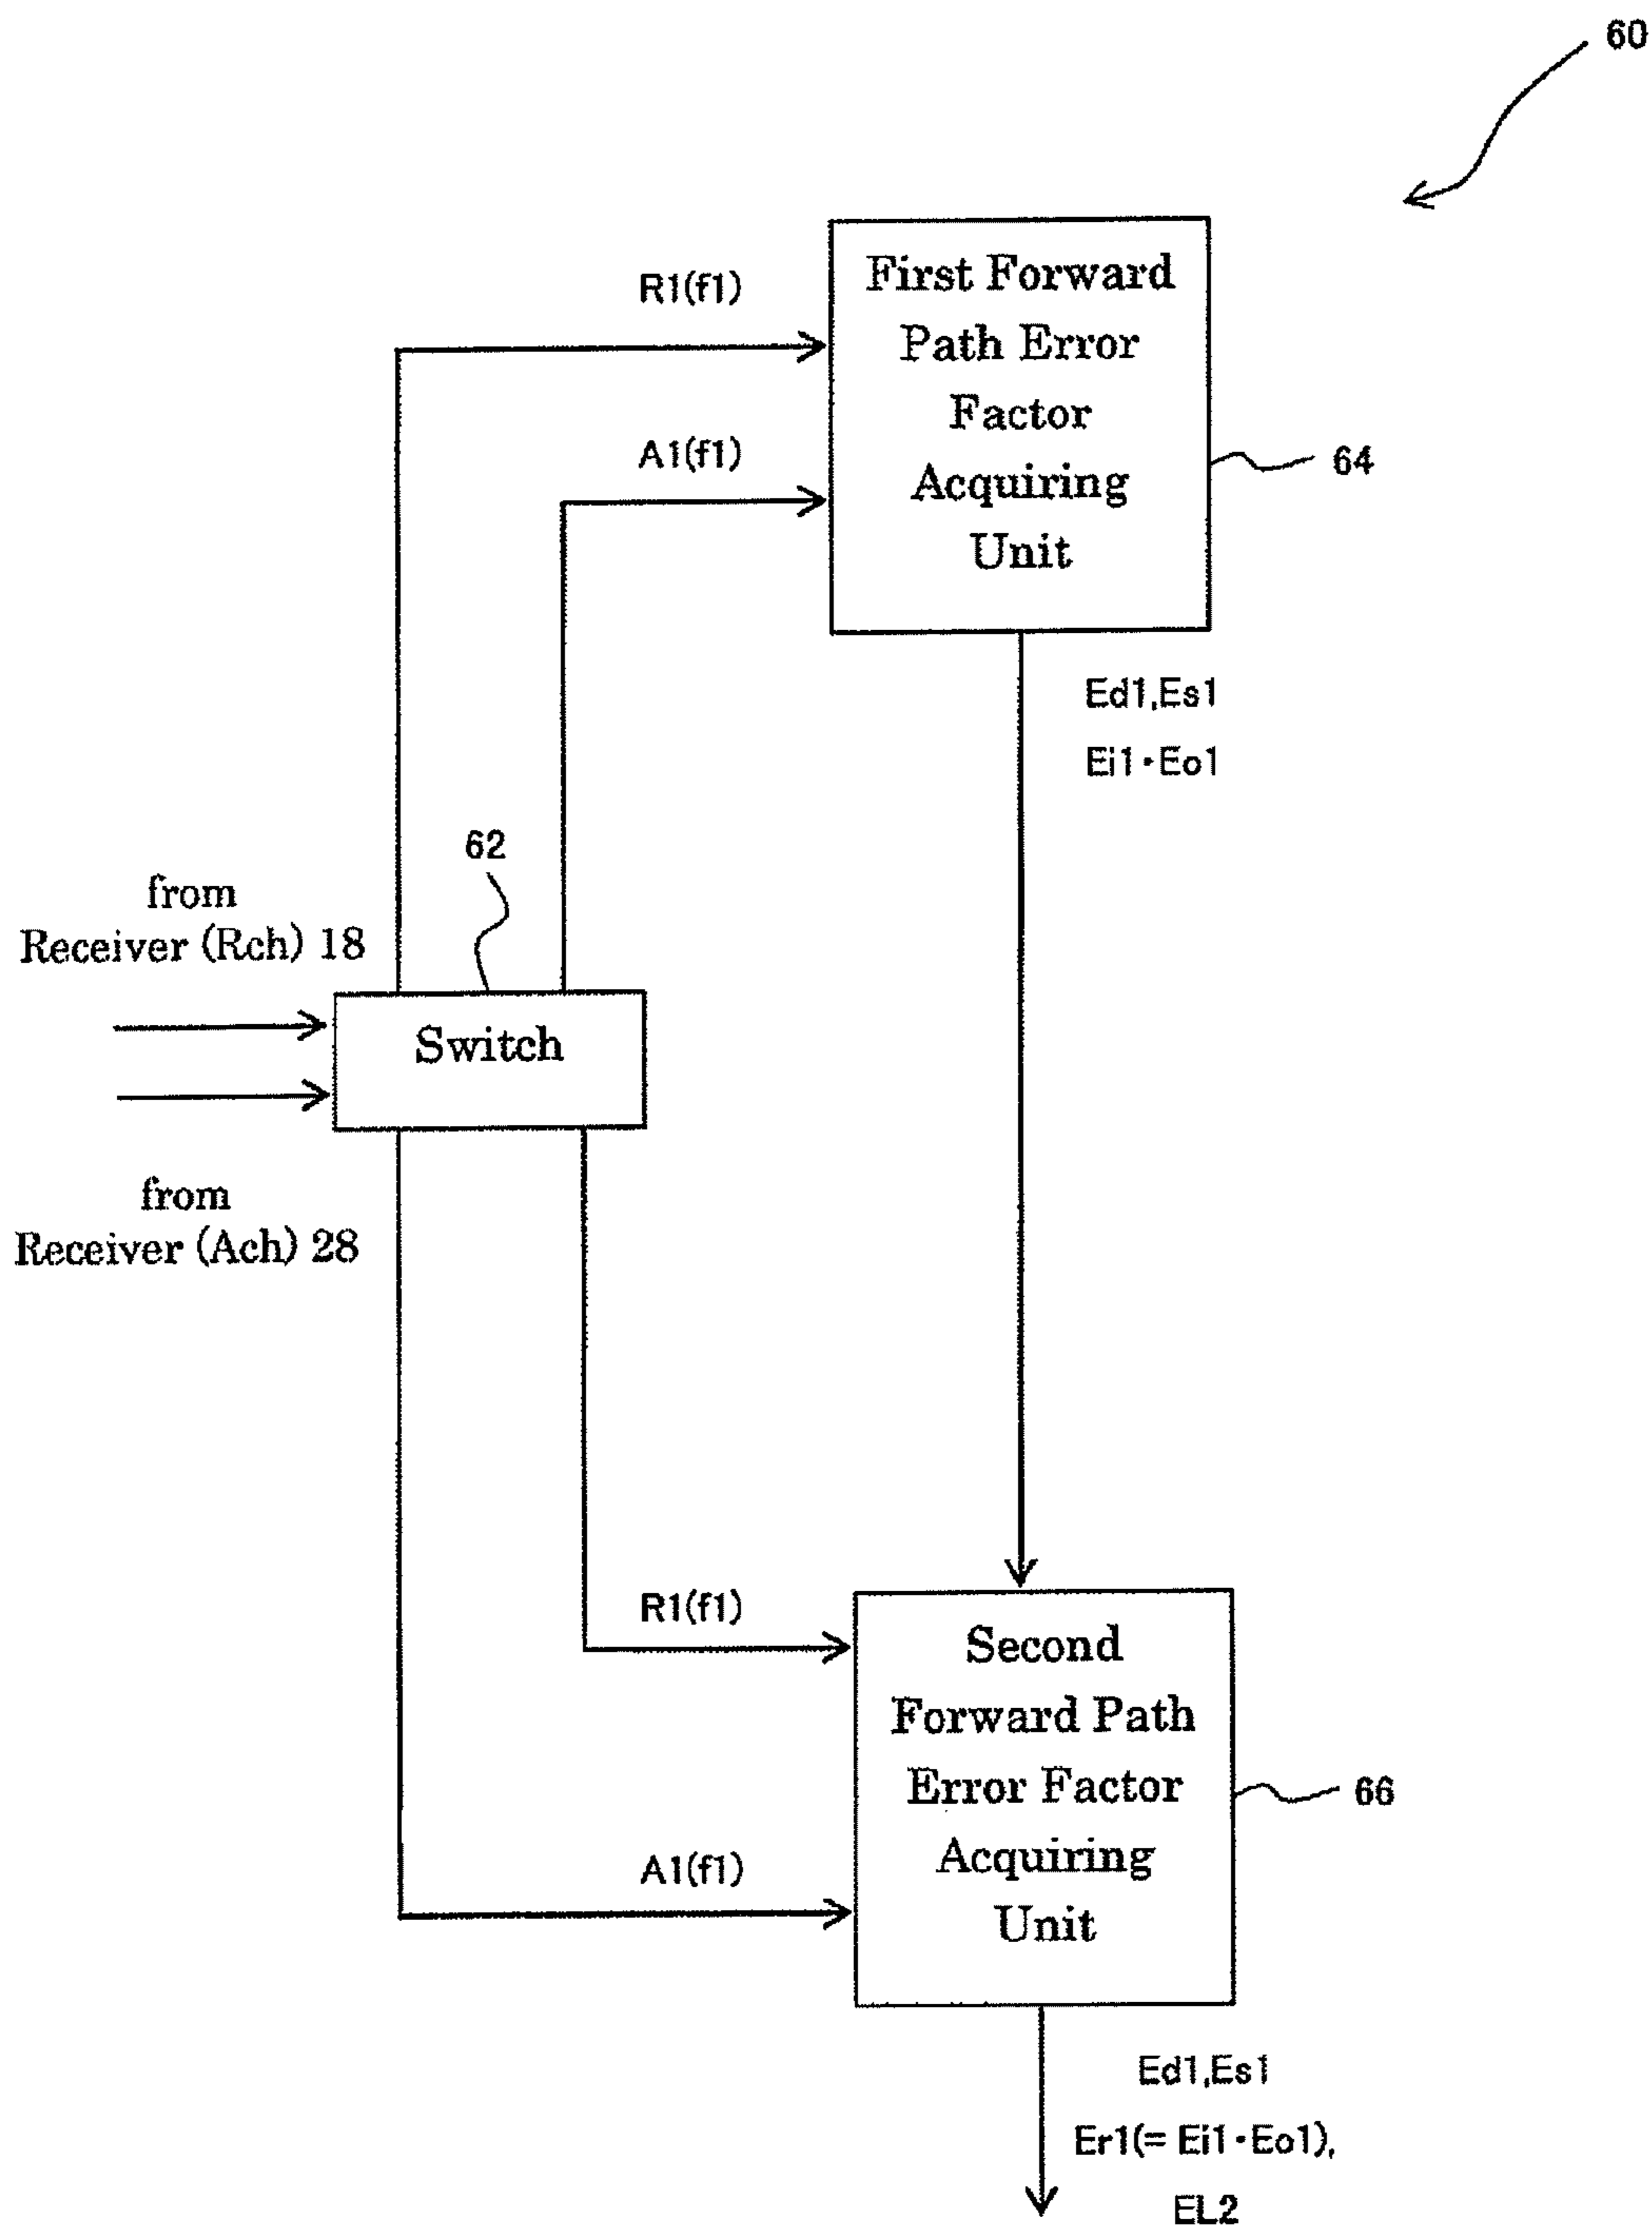 60
R1(f1)
First Forward
Path Error
Factor
Acquiring
Unit
A1(f1)
64
Ed1,Es1
Ei1・Eo1
62
from
Receiver (Rch) 18
Switch
from
Receiver (Ach) 28
R1(f1)
Second
Forward Path
Error Factor
Acquiring
Unit
66
A1(f1)
Ed1,Es1
Er1(= Ei1・Eo1),
EL2